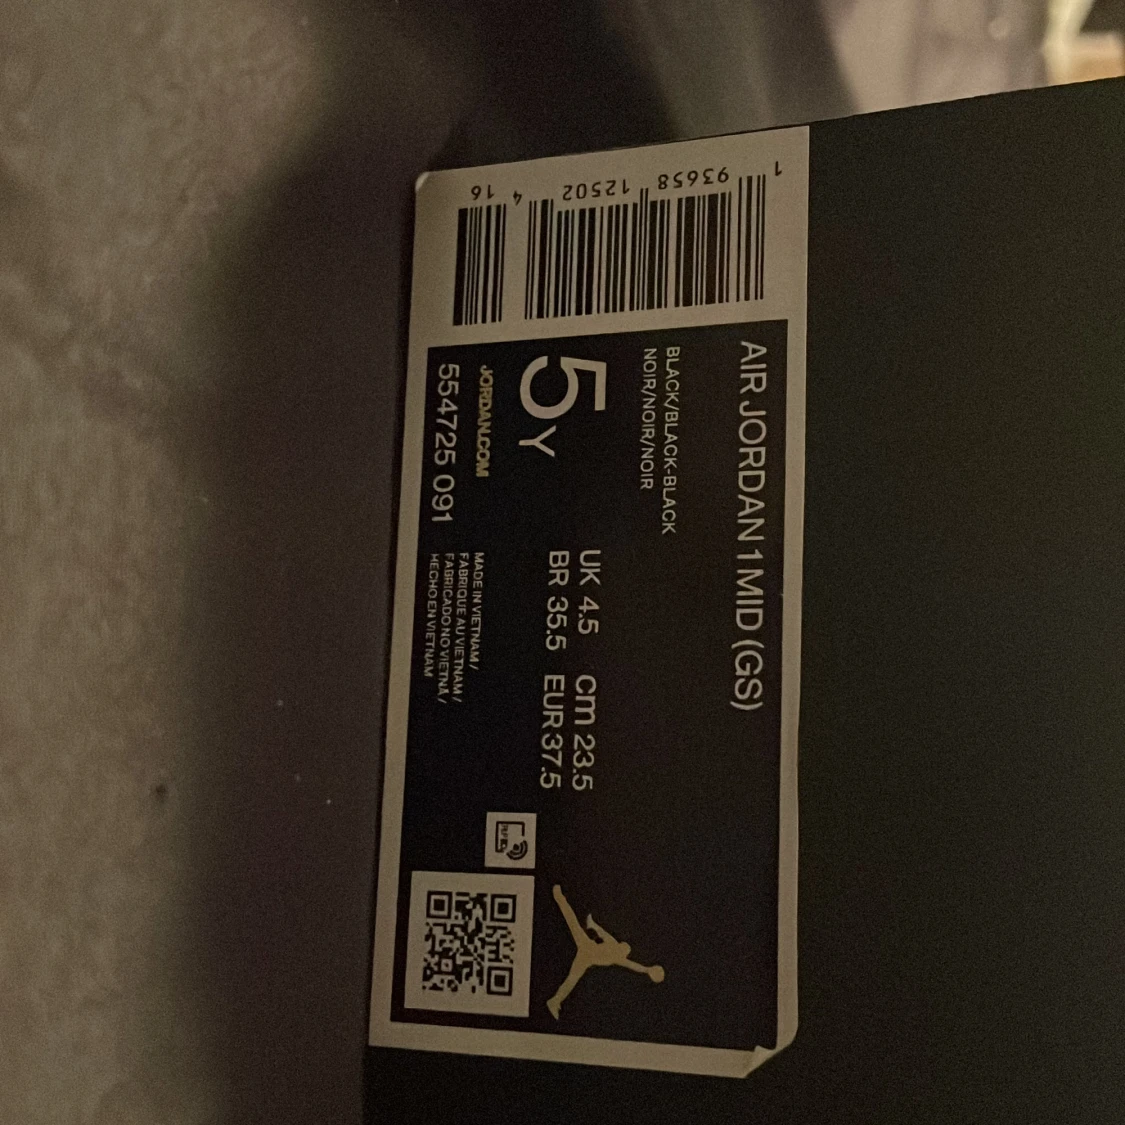 AIR JORDAN 1 MID (GS)
BLACK/BLACK-BLACK
NOIR/NOIR/NOIR
5Y
UK 4.5 cm 23.5
BR 35.5 EUR 37.5
JORDAN.COM
554725 091
MADE IN VIETNAM /
FABRIQUE AU VIETNAM /
FABRICADO NO VIETNÃ /
HECHO EN VIETNAM
1 93658 12502 4 16